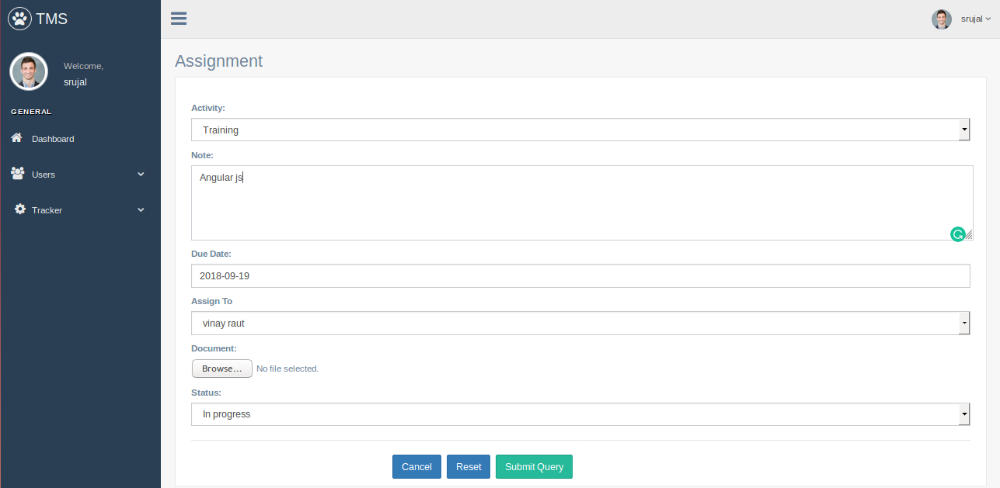 TMS
srujal
Welcome,
srujal
GENERAL
Dashboard
Users
Tracker
Assignment
Activity:
Training
Note:
Angular js
Due Date:
2018-09-19
Assign To
vinay raut
Document:
Browse... No file selected.
Status:
In progress
Cancel Reset Submit Query